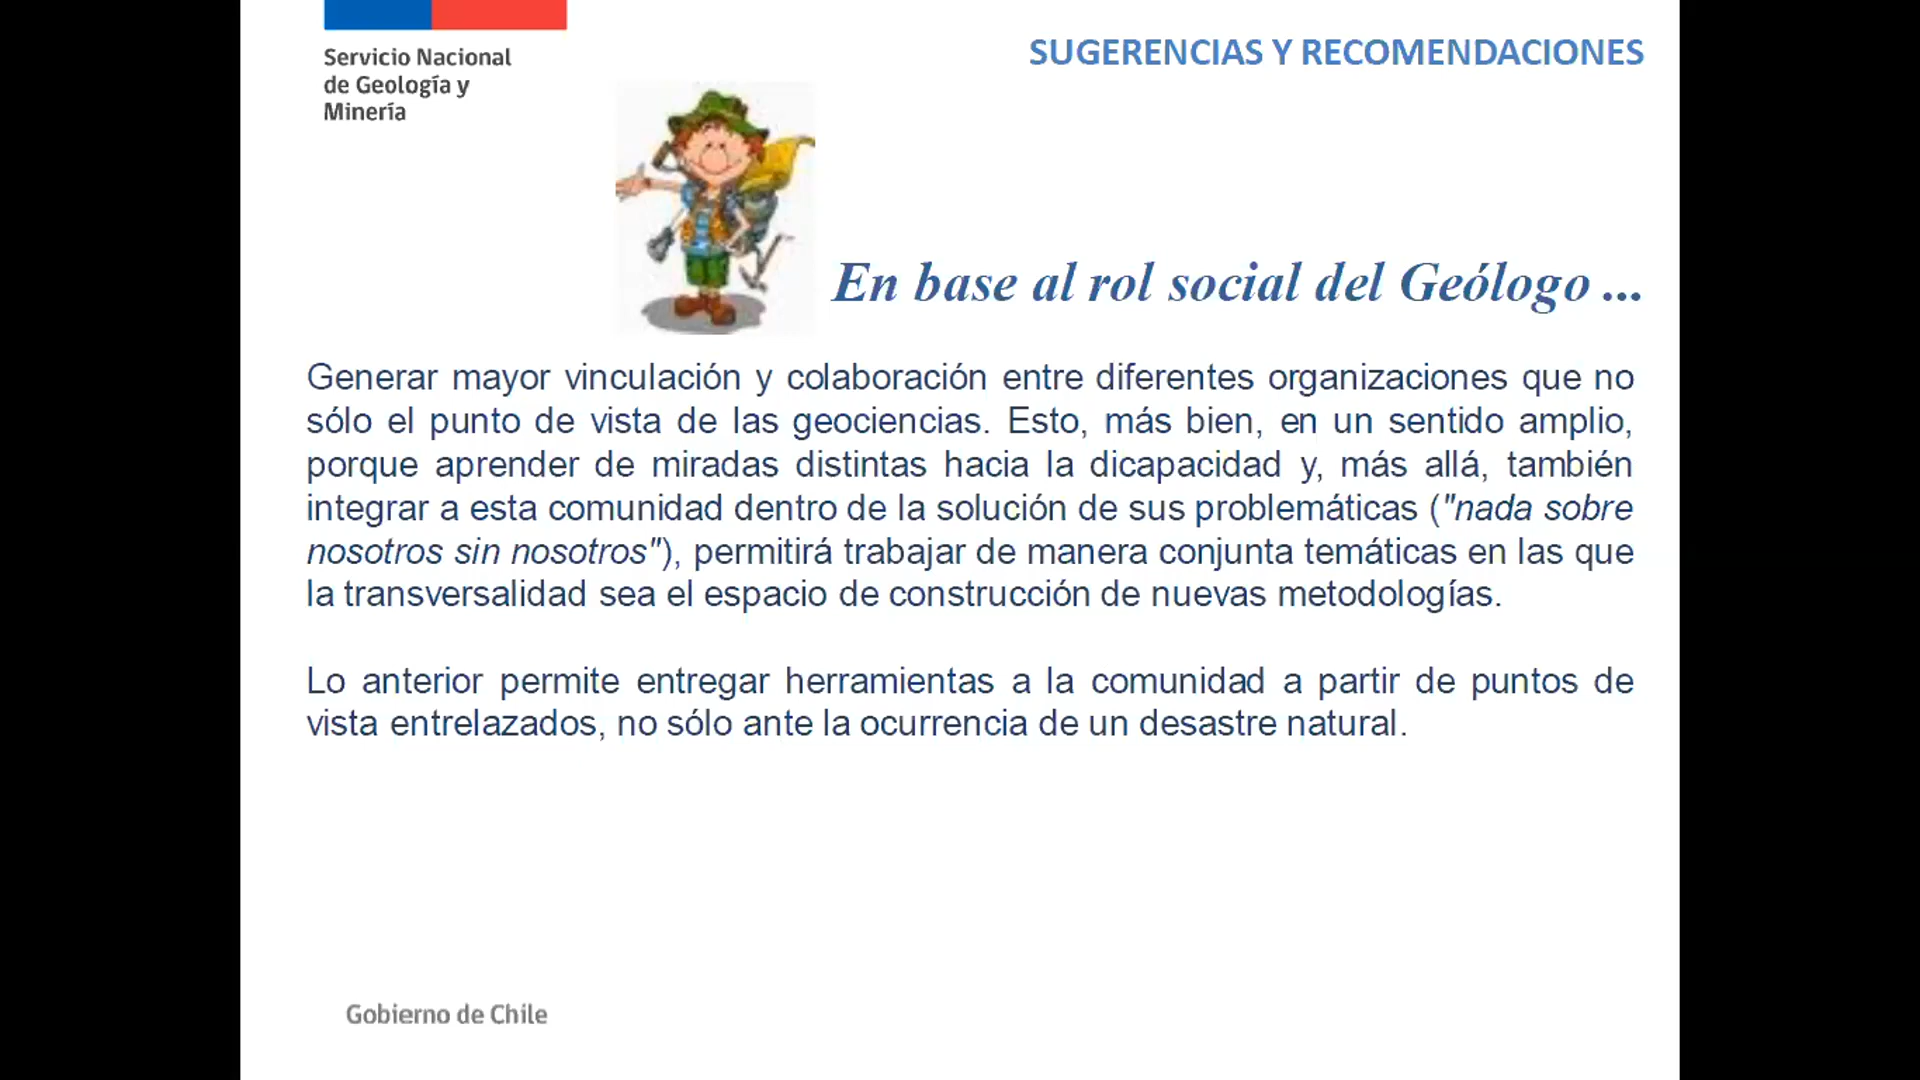 Servicio Nacional
de Geología y
Minería
SUGERENCIAS Y RECOMENDACIONES
En base al rol social del Geólogo ...
Generar mayor vinculación y colaboración entre diferentes organizaciones que no
sólo el punto de vista de las geociencias. Esto, más bien, en un sentido amplio,
porque aprender de miradas distintas hacia la dicapacidad y, más allá, también
integrar a esta comunidad dentro de la solución de sus problemáticas ("nada sobre
nosotros sin nosotros"), permitirá trabajar de manera conjunta temáticas en las que
la transversalidad sea el espacio de construcción de nuevas metodologías.
Lo anterior permite entregar herramientas a la comunidad a partir de puntos de
vista entrelazados, no sólo ante la ocurrencia de un desastre natural.
Gobierno de Chile